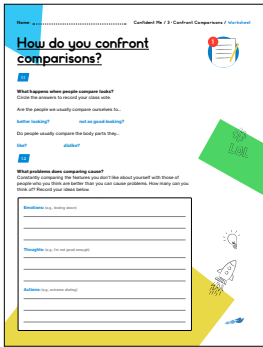 Name: Confident Me / 3 - Confront Comparisons / Worksheet
How do you confront
comparisons?
1
1.1
What happens when people compare looks?
Circle the answers to record your class vote.
Are the people we usually compare ourselves to...
better looking? not as good-looking?
Do people usually compare the body parts they...
like? dislike?
1.2
What problems does comparing cause?
Constantly comparing the features you don't like about yourself with those of
people who you think are better than you can cause problems. How many can you
think of? Record your ideas below.
Emotions: (e.g., feeling down)
Thoughts: (e.g., I'm not good enough)
Actions: (e.g., extreme dieting)
LOL